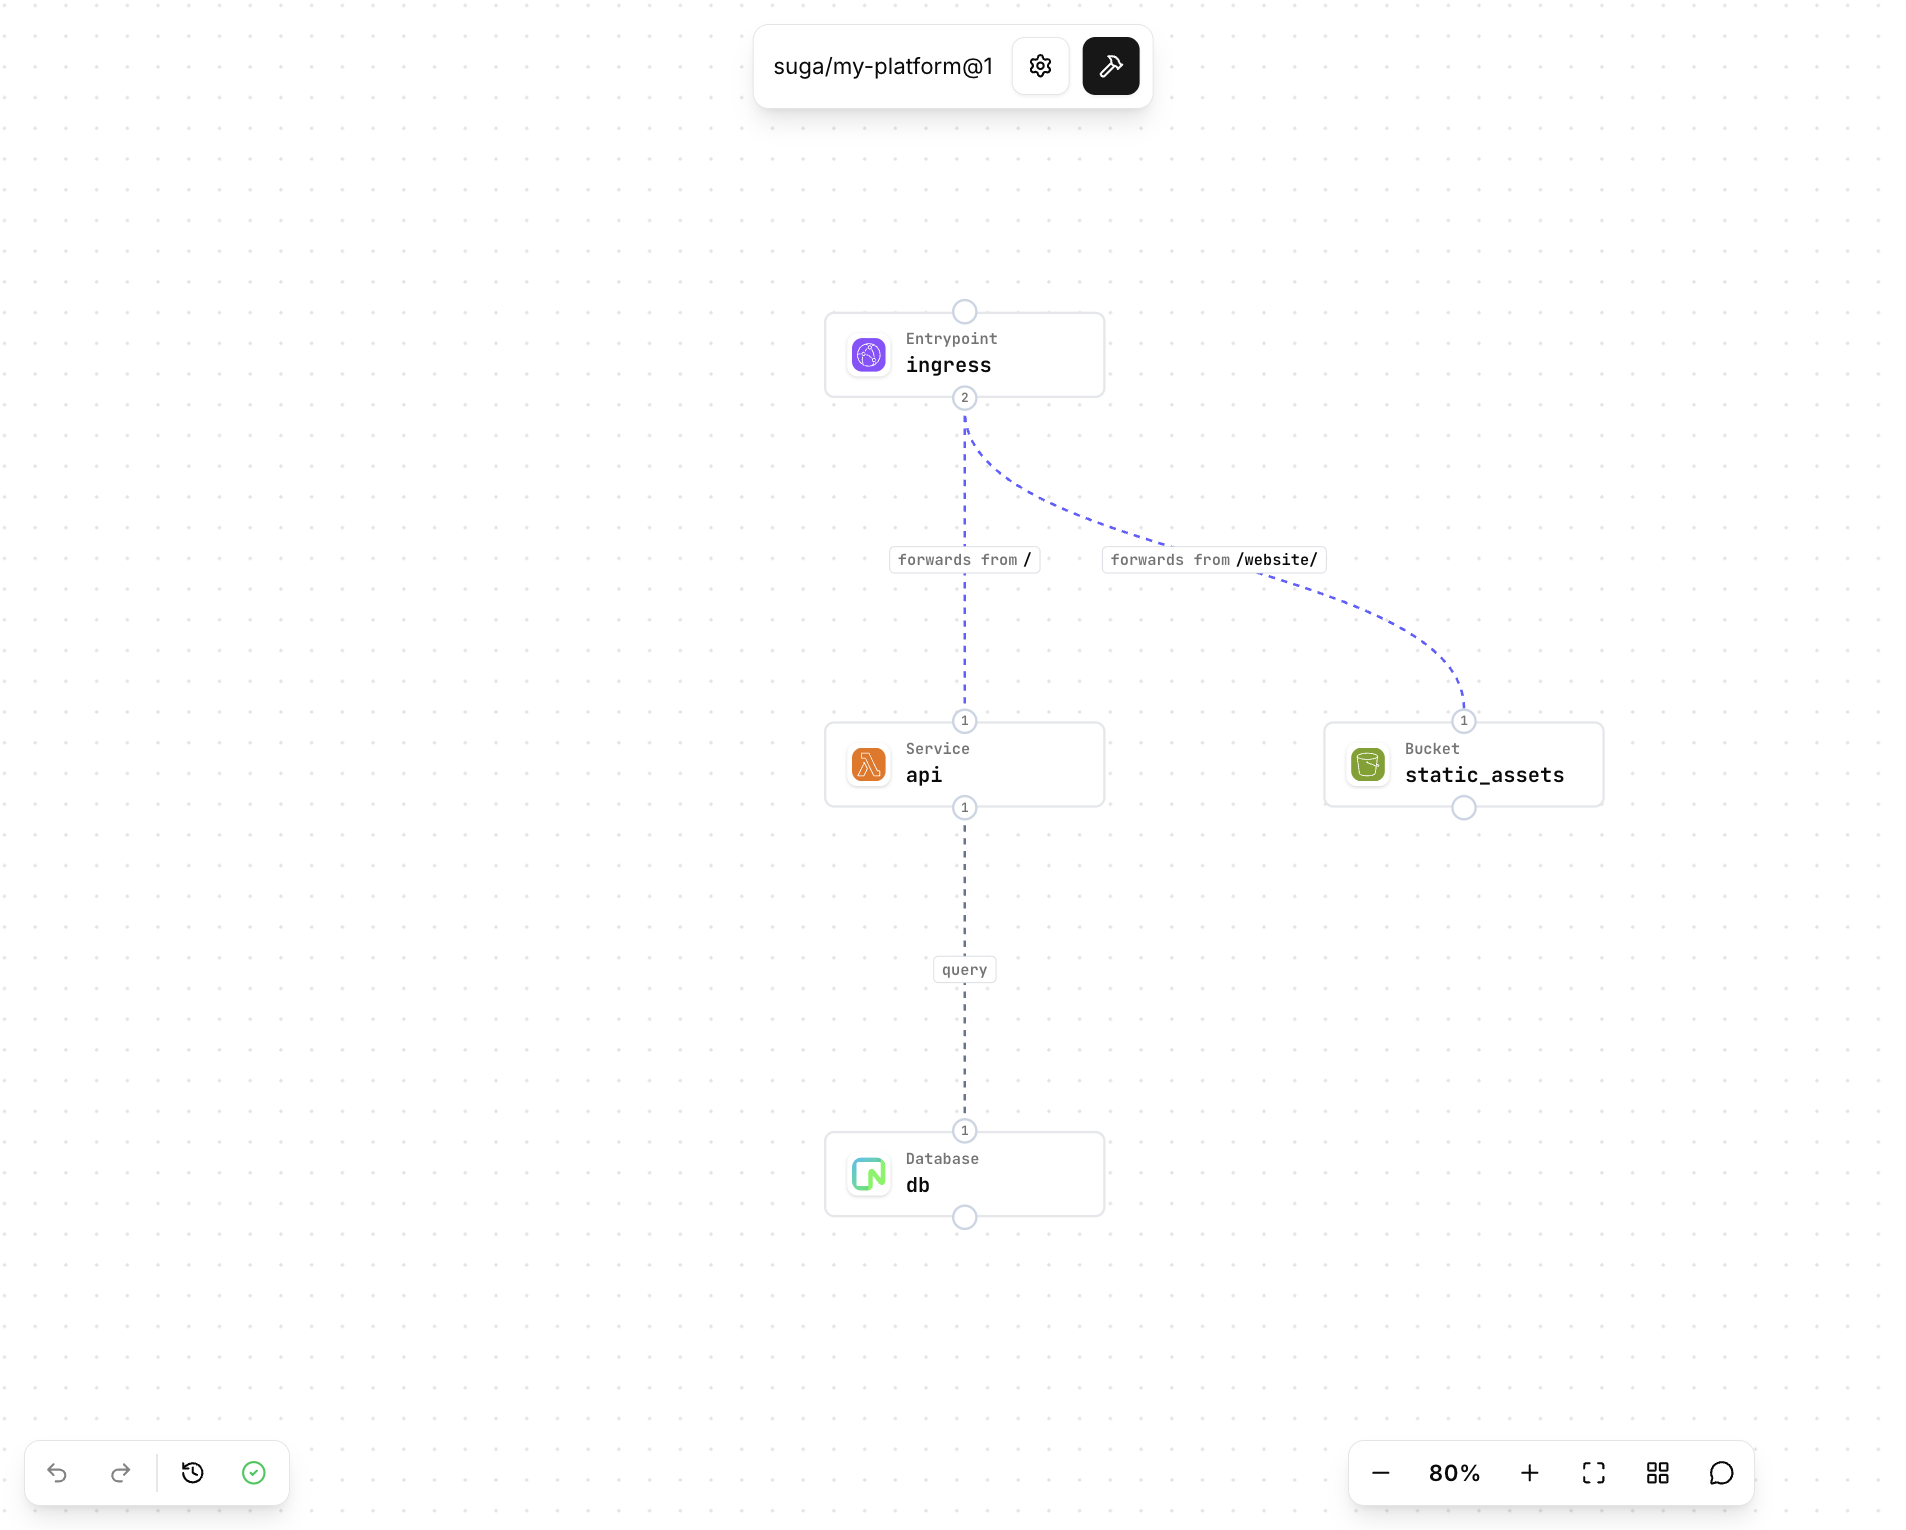 suga/my-platform@1
Entrypoint
ingress
2
forwards from /
forwards from /website/
1
Service
api
1
1
Bucket
static_assets
query
1
Database
db
80%